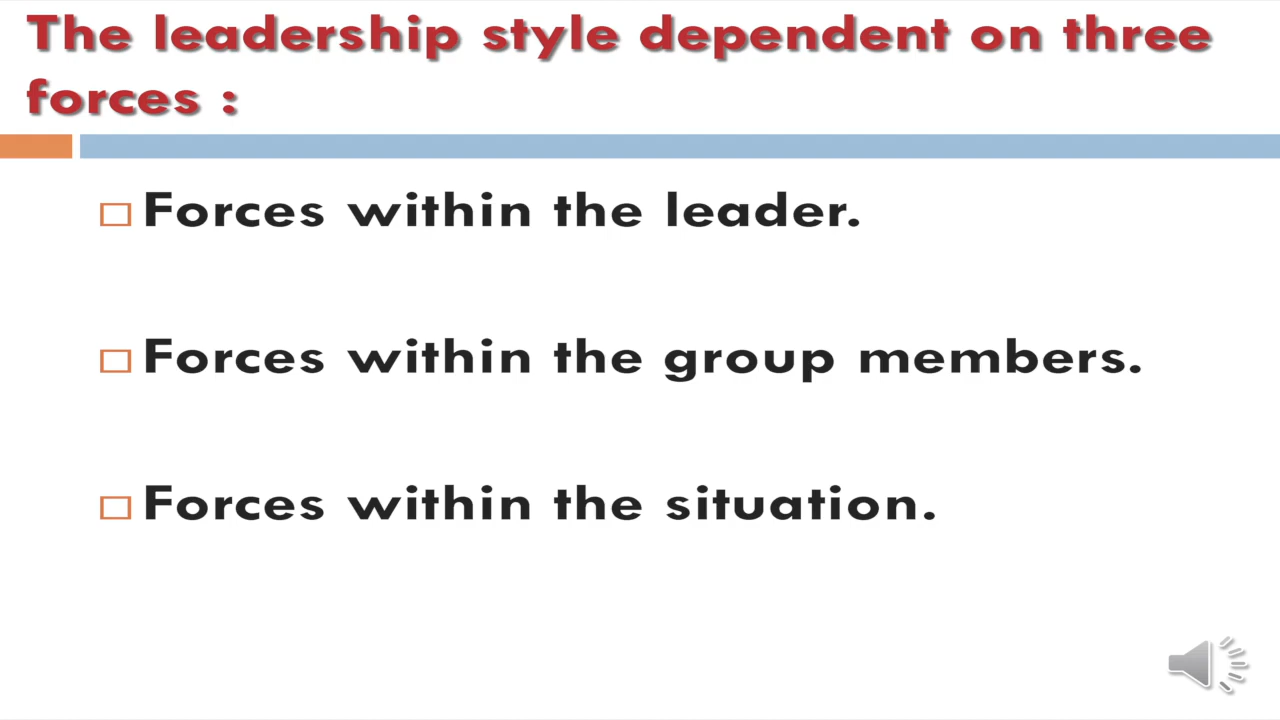 The leadership style dependent on three
forces :
Forces within the leader.
Forces within the group members.
Forces within the situation.